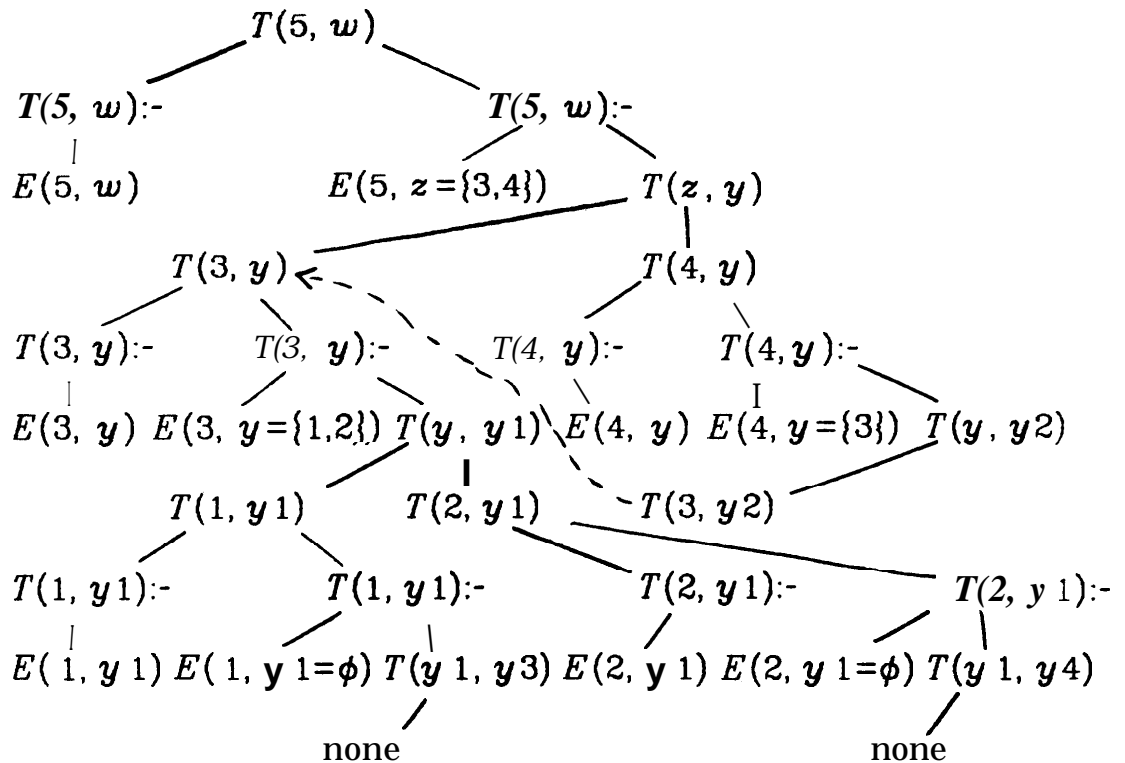 T(5, w)
T(5, w):- T(5, w):-
E(5, w) E(5, z={3,4}) T(z, y)
T(3, y) T(4, y)
T(3, y):- T(3, y):- T(4, y):- T(4, y):-
E(3, y) E(3, y={1,2}) T(y, y1) E(4, y) E(4, y={3}) T(y, y2)
T(1, y1) T(2, y1) T(3, y2)
T(1, y1):- T(1, y1):- T(2, y1):- T(2, y1):-
E(1, y1) E(1, y1=ϕ) T(y1, y3) E(2, y1) E(2, y1=ϕ) T(y1, y4)
none none